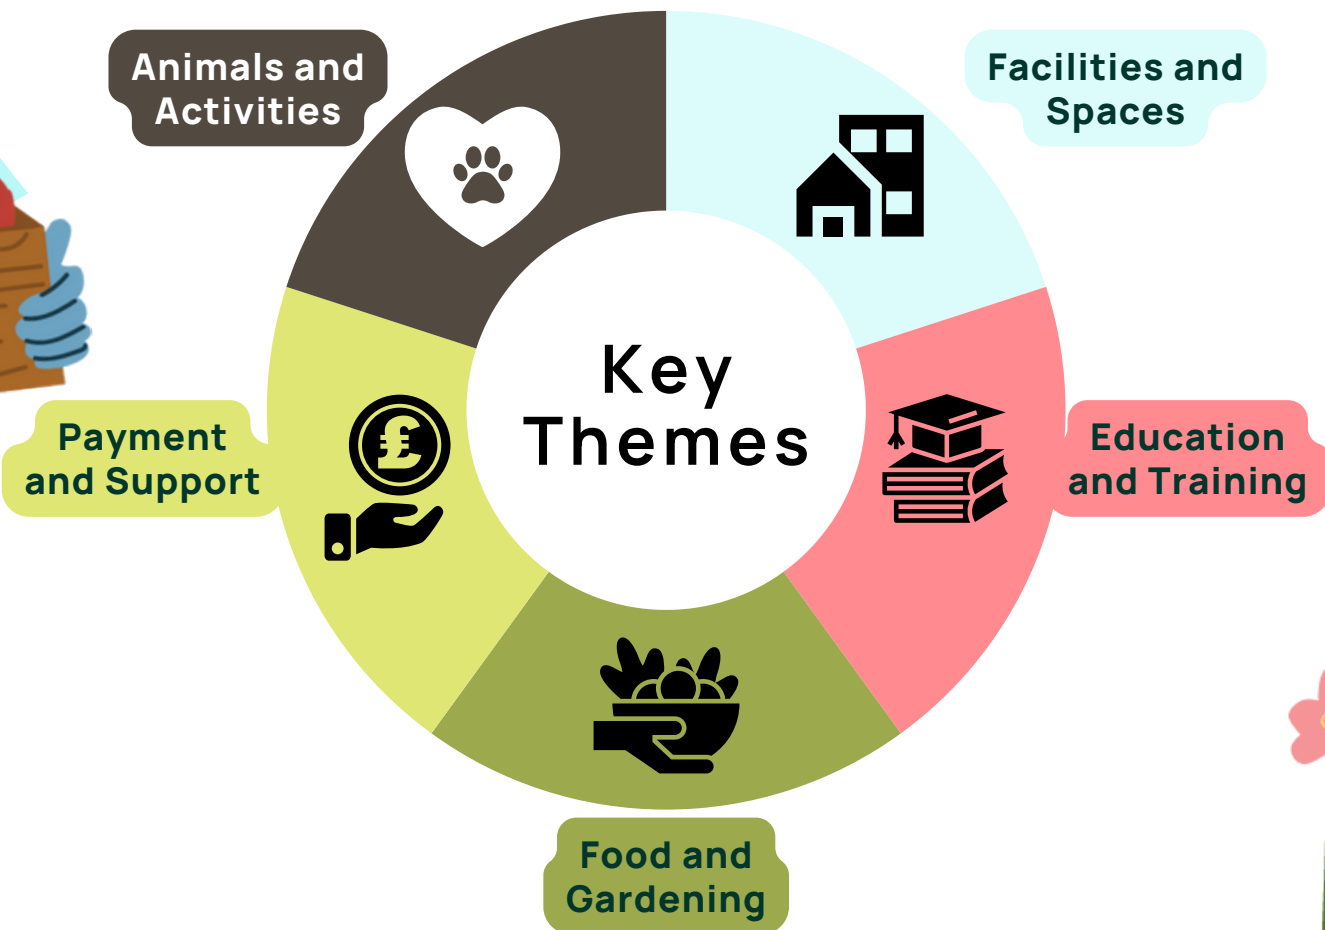 Animals and
Activities
Facilities and
Spaces
Key
Themes
Payment
and Support
£
Education
and Training
Food and
Gardening